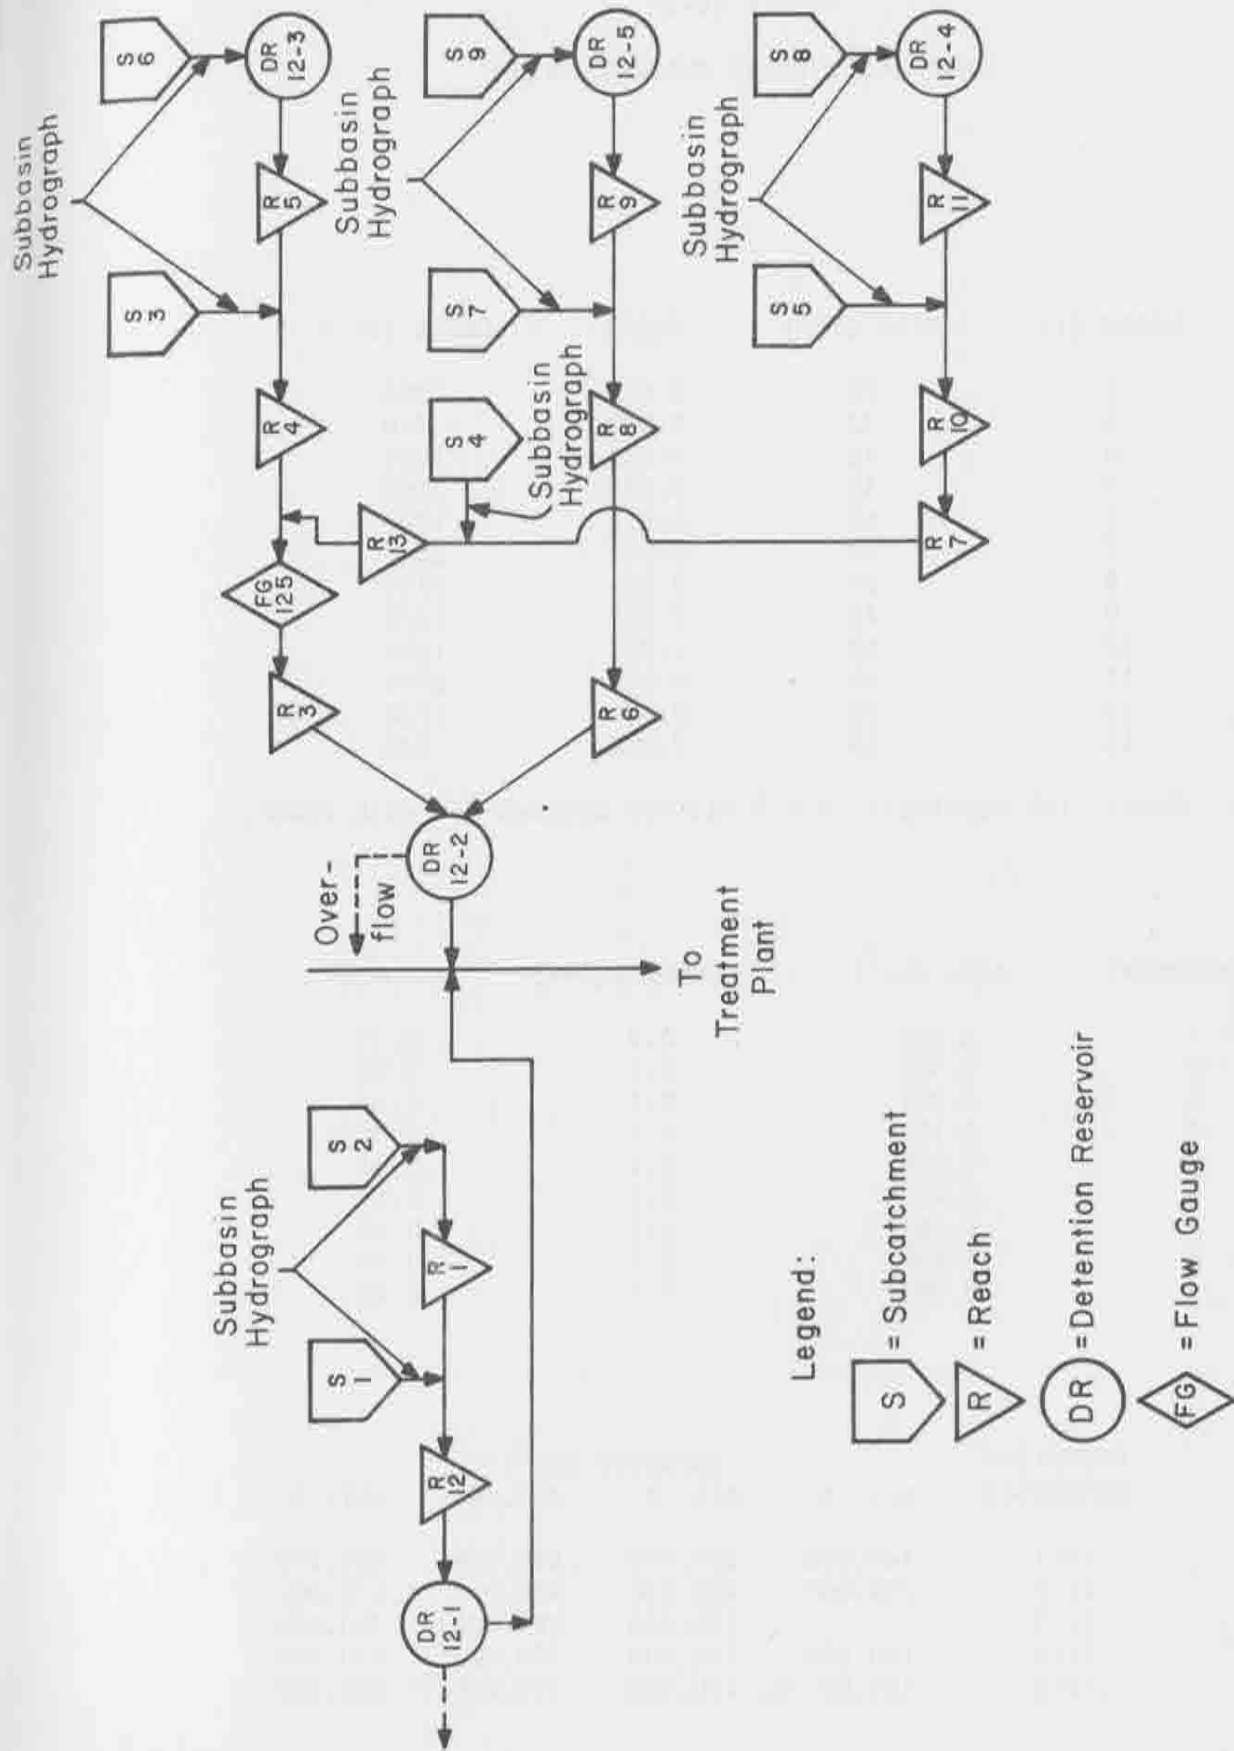 Subbasin
Hydrograph
S
6
DR
12-3
S
3
R
5
R
4
FG
125
R
3
Subbasin
Hydrograph
S
9
DR
12-5
S
7
R
9
R
8
R
6
S
4
Subbasin
Hydrograph
R
13
Subbasin
Hydrograph
S
8
DR
12-4
S
5
R
11
R
10
R
7
DR
12-2
Over-
flow
To
Treatment
Plant
Subbasin
Hydrograph
S
1
S
2
R
1
R
12
DR
12-1
Legend:
S = Subcatchment
R = Reach
DR = Detention Reservoir
FG = Flow Gauge